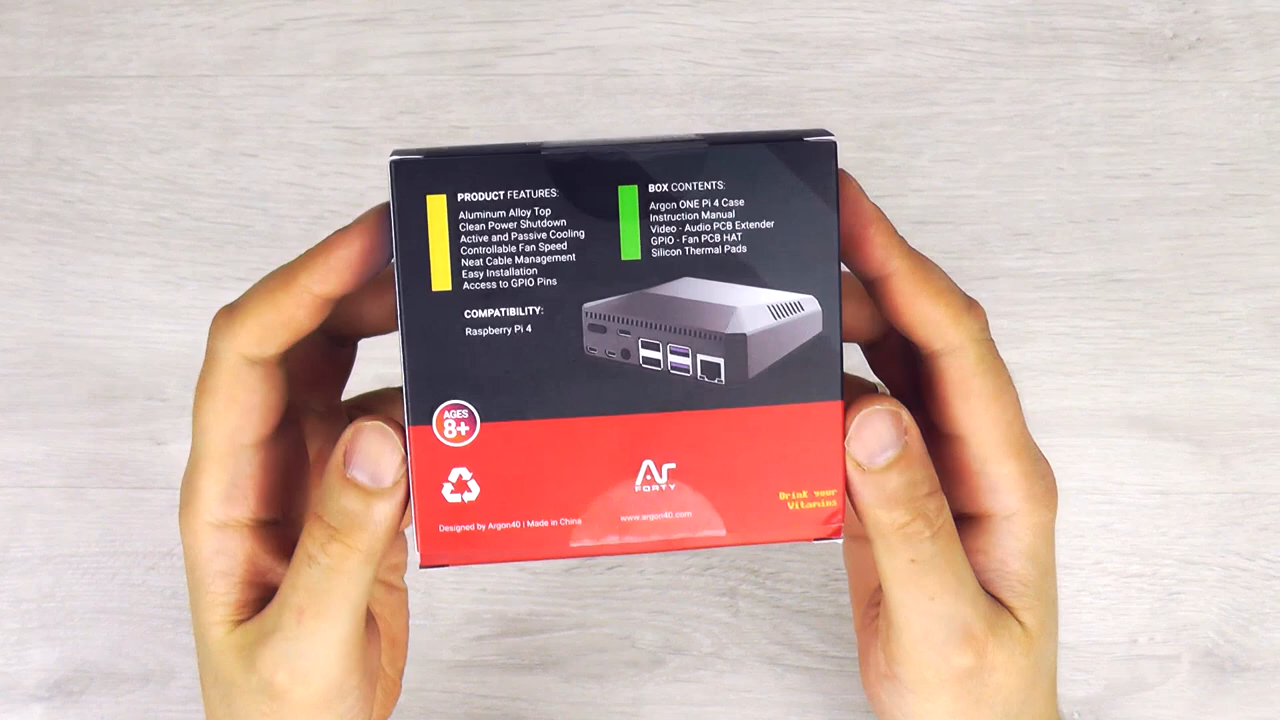 PRODUCT FEATURES:
Aluminum Alloy Top
Clean Power Shutdown
Active and Passive Cooling
Controllable Fan Speed
Neat Cable Management
Easy Installation
Access to GPIO Pins
COMPATIBILITY:
Raspberry Pi 4
BOX CONTENTS:
Argon ONE Pi 4 Case
Instruction Manual
Video - Audio PCB Extender
GPIO - Fan PCB HAT
Silicon Thermal Pads
AGES
8+
Ar
FORTY
Drink your
Vitamins
Designed by Argon40 | Made in China
www.argon40.com